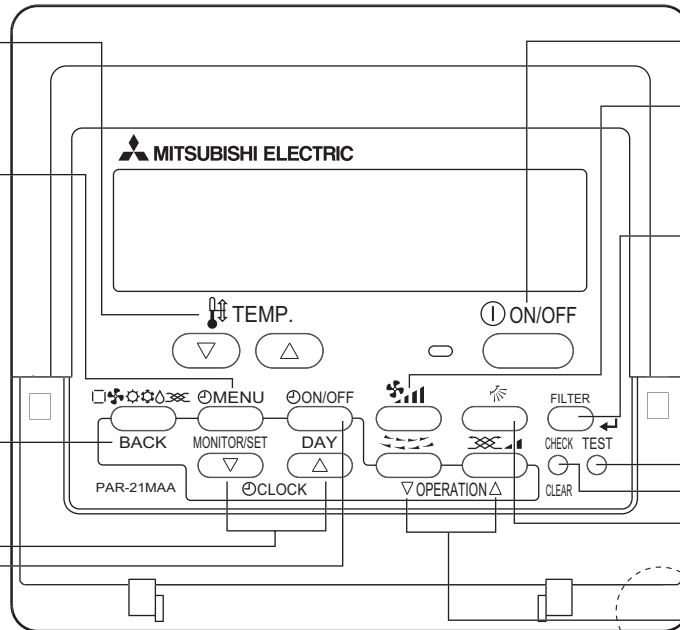 MITSUBISHI ELECTRIC
TEMP.
ON/OFF
MENU
ON/OFF
FILTER
BACK
MONITOR/SET
DAY
CHECK
TEST
PAR-21MAA
CLOCK
OPERATION
CLEAR